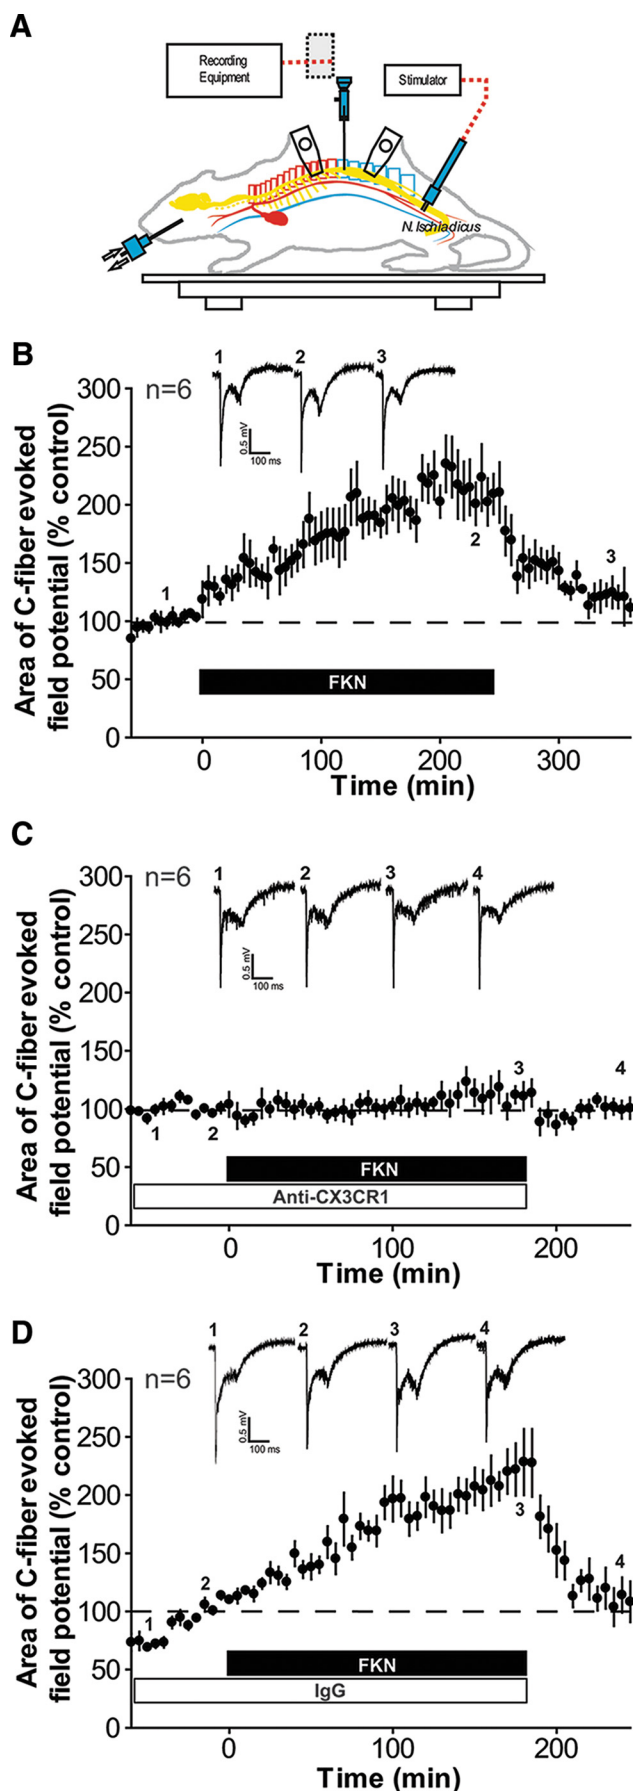 A
Recording
Equipment
Stimulator
N. Ischiadicus
B
n=6
1 2 3
0.5 mV
100 ms
Area of C-fiber evoked
field potential (% control)
300
250
200
150
100
50
0
1
2
3
FKN
0 100 200 300
Time (min)
C
n=6
1 2 3 4
0.5 mV
100 ms
Area of C-fiber evoked
field potential (% control)
300
250
200
150
100
50
0
1
2
3
4
FKN
Anti-CX3CR1
0 100 200
Time (min)
D
n=6
1 2 3 4
0.5 mV
100 ms
Area of C-fiber evoked
field potential (% control)
300
250
200
150
100
50
0
1
2
3
4
FKN
IgG
0 100 200
Time (min)